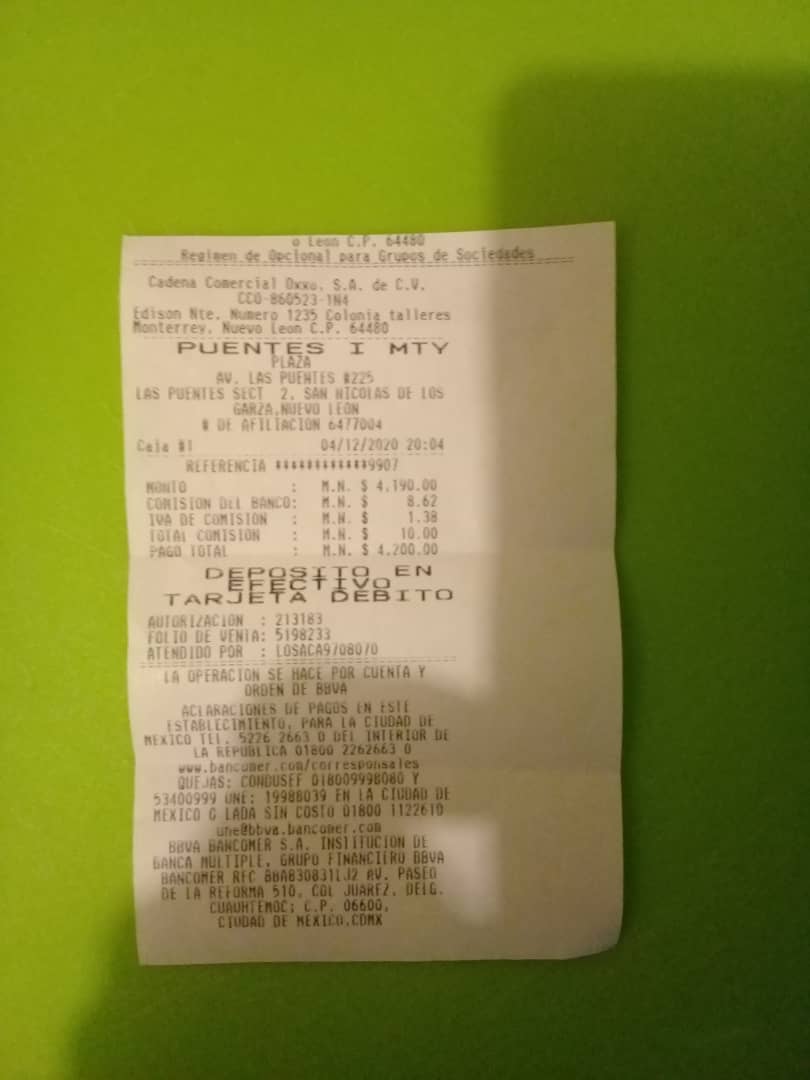 o Leon C.P. 64480
Regimen de Opcional para Grupos de Sociedades
Cadena Comercial Oxxo, S.A. de C.V.
CCO-860523-1N4
Edison Nte. Numero 1235 Colonia talleres
Monterrey, Nuevo Leon C.P. 64480
PUENTES I MTY
PLAZA
AV. LAS PUENTES #225
LAS PUENTES SECT 2, SAN NICOLAS DE LOS
GARZA,NUEVO LEON
# DE AFILIACION 6477004
Caja #1 04/12/2020 20:04
REFERENCIA ************9907
MONTO : M.N. $ 4,190.00
COMISION DEL BANCO: M.N. $ 8.62
IVA DE COMISION : M.N. $ 1.38
TOTAL COMISION : M.N. $ 10.00
PAGO TOTAL : M.N. $ 4,200.00
DEPOSITO EN
EFECTIVO
TARJETA DEBITO
AUTORIZACION : 213183
FOLIO DE VENTA: 5198233
ATENDIDO POR : LOSACA9708070
LA OPERACION SE HACE POR CUENTA Y
ORDEN DE BBVA
ACLARACIONES DE PAGOS EN ESTE
ESTABLECIMIENTO, PARA LA CIUDAD DE
MEXICO TEL. 5226 2663 O DEL INTERIOR DE
LA REPUBLICA 01800 2262663 O
www.bancomer.com/corresponsales
QUEJAS: CONDUSEF 018009998080 Y
53400999 UNE: 19988039 EN LA CIUDAD DE
MEXICO O LADA SIN COSTO 01800 1122610
une@bbva.bancomer.com
BBVA BANCOMER S.A. INSTITUCION DE
BANCA MULTIPLE, GRUPO FINANCIERO BBVA
BANCOMER RFC BBA830831LJ2 AV. PASEO
DE LA REFORMA 510, COL JUAREZ, DELG.
CUAUHTEMOC; C.P. 06600,
CIUDAD DE MEXICO,CDMX